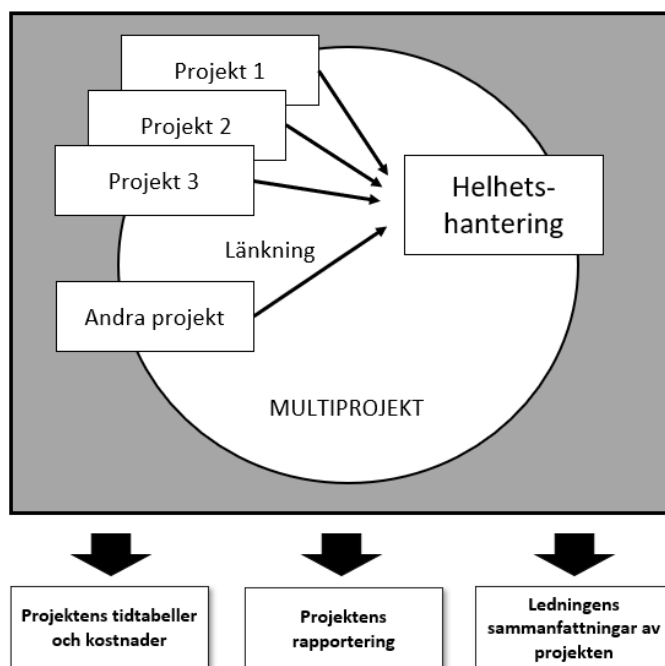 Projekt 1
Projekt 2
Projekt 3
Helhets-
hantering
Länkning
Andra projekt
MULTIPROJEKT
Projektens tidtabeller
och kostnader
Projektens
rapportering
Ledningens
sammanfattningar av
projekten